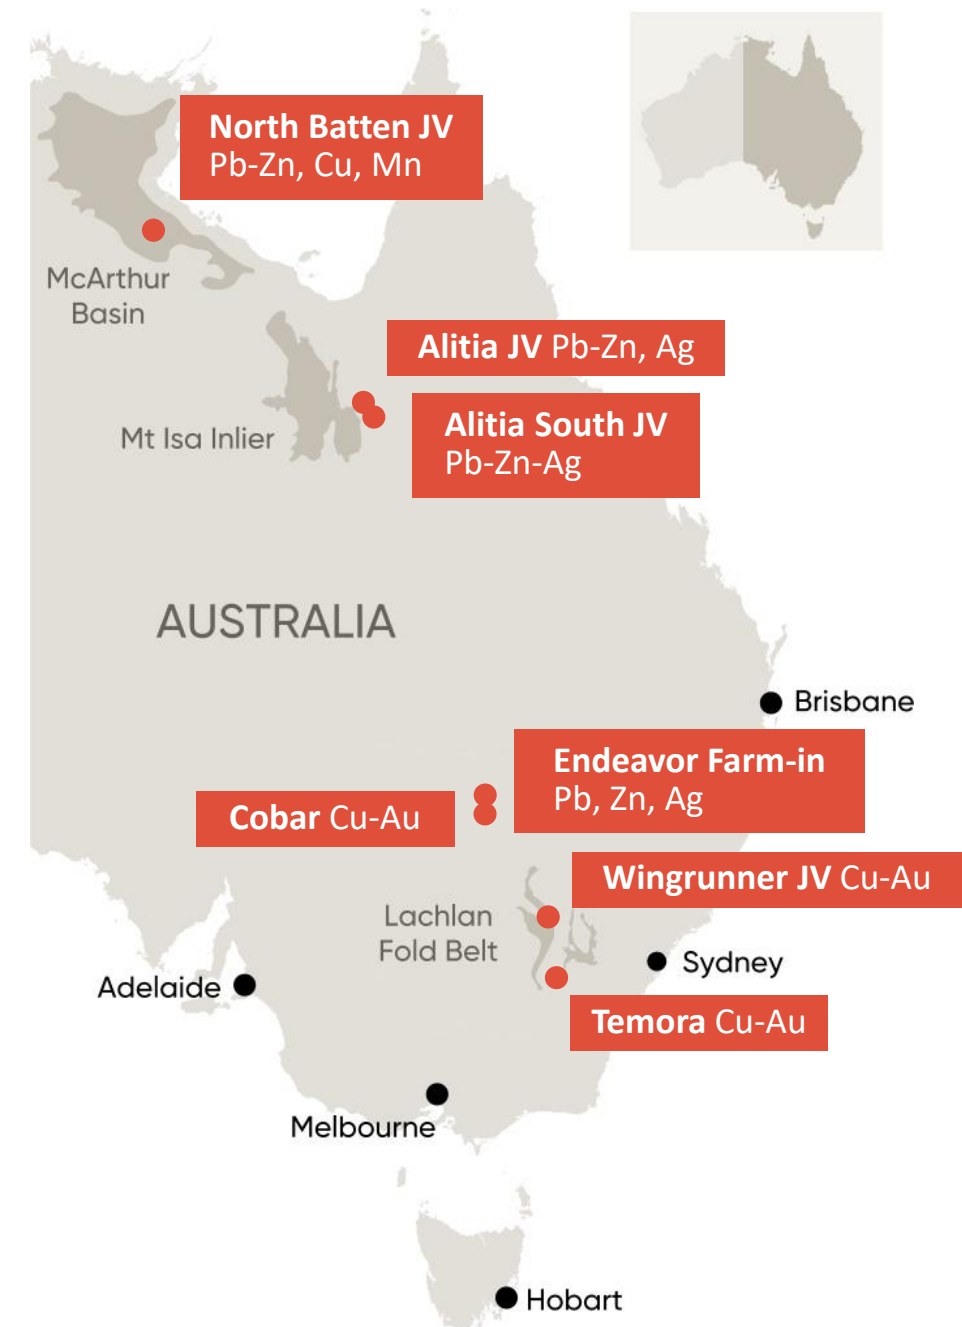 North Batten JV
Pb-Zn, Cu, Mn
McArthur
Basin
Alitia JV Pb-Zn, Ag
Alitia South JV
Pb-Zn-Ag
Mt Isa Inlier
AUSTRALIA
Brisbane
Endeavor Farm-in
Pb, Zn, Ag
Cobar Cu-Au
Wingrunner JV Cu-Au
Lachlan
Fold Belt
Sydney
Adelaide
Temora Cu-Au
Melbourne
Hobart